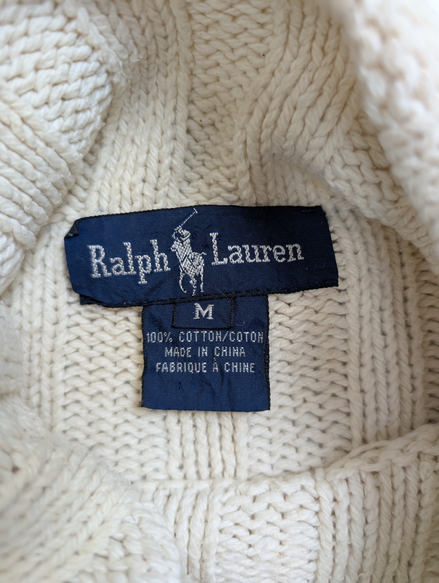 Ralph Lauren
M
100% COTTON/COTON
MADE IN CHINA
FABRIQUE À CHINE